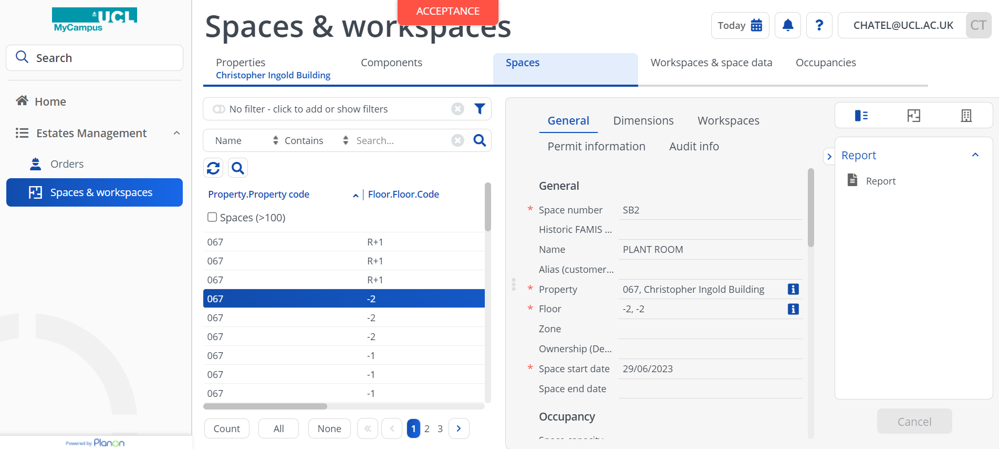 UCL
MyCampus
Search
Home
Estates Management
Orders
Spaces & workspaces
Powered by Planon
ACCEPTANCE
Spaces & workspaces
Today
?
CHATEL@UCL.AC.UK
CT
Properties
Christopher Ingold Building
Components
Spaces
Workspaces & space data
Occupancies
No filter - click to add or show filters
Name
Contains
Search...
Property.Property code
Floor.Floor.Code
Spaces (>100)
067 R+1
067 R+1
067 R+1
067 -2
067 -2
067 -2
067 -1
067 -1
067 -1
Count
All
None
«
‹
1
2
3
›
General
Dimensions
Workspaces
Permit information
Audit info
General
* Space number SB2
Historic FAMIS ...
Name PLANT ROOM
Alias (customer...
* Property 067, Christopher Ingold Building
* Floor -2, -2
Zone
Ownership (De...
* Space start date 29/06/2023
Space end date
Occupancy
Space capacity
Report
Report
Cancel